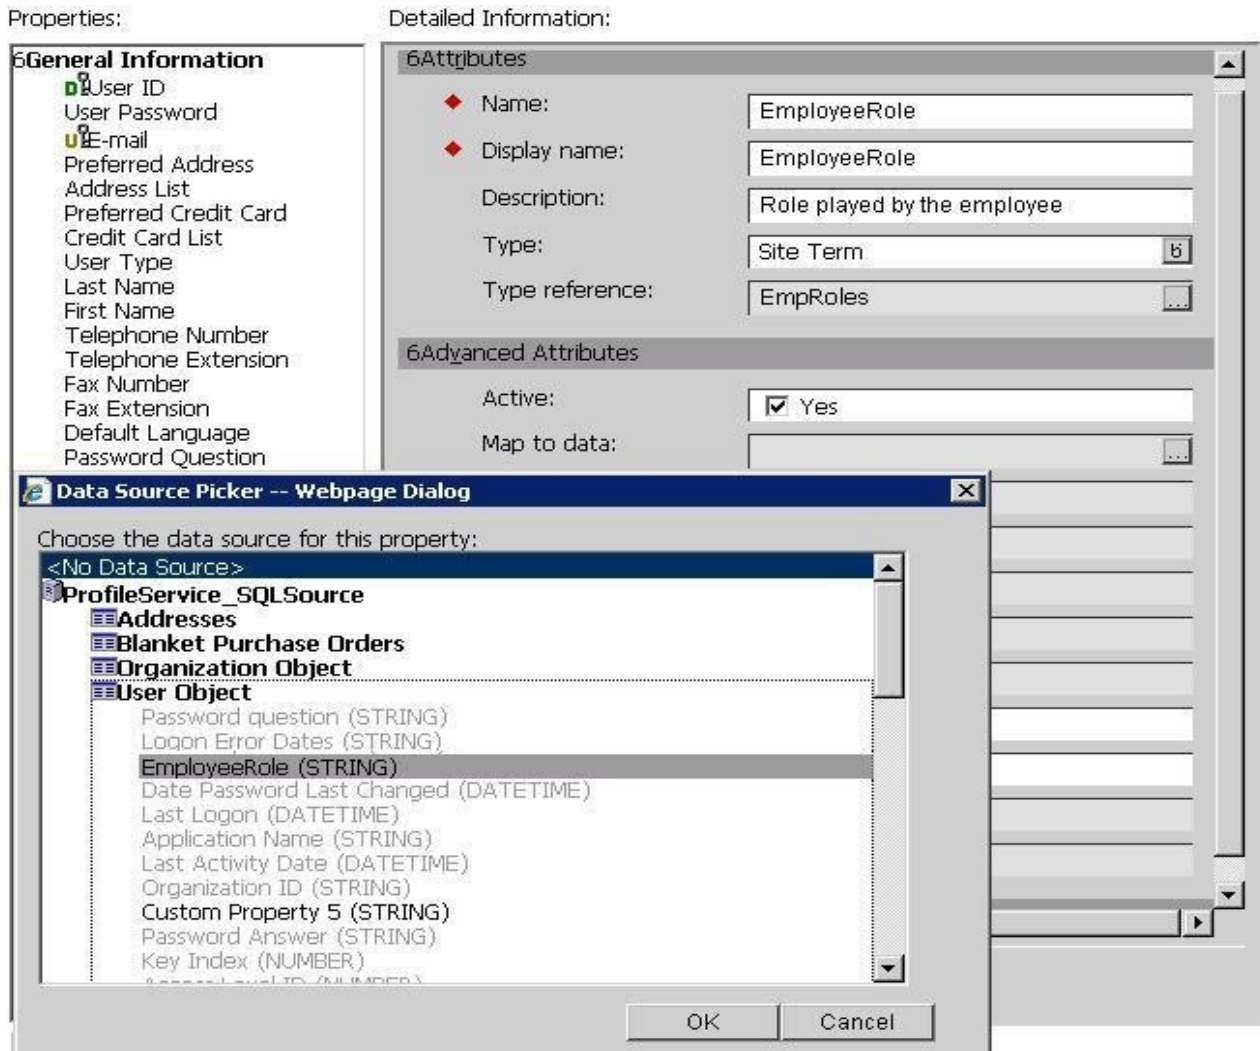 Properties:
Detailed Information:
6General Information
User ID
User Password
E-mail
Preferred Address
Address List
Preferred Credit Card
Credit Card List
User Type
Last Name
First Name
Telephone Number
Telephone Extension
Fax Number
Fax Extension
Default Language
Password Question
6Attributes
Name: EmployeeRole
Display name: EmployeeRole
Description: Role played by the employee
Type: Site Term 6
Type reference: EmpRoles ...
6Advanced Attributes
Active: Yes
Map to data: ...
Data Source Picker -- Webpage Dialog
Choose the data source for this property:
<No Data Source>
ProfileService_SQLSource
Addresses
Blanket Purchase Orders
Organization Object
User Object
Password question (STRING)
Logon Error Dates (STRING)
EmployeeRole (STRING)
Date Password Last Changed (DATETIME)
Last Logon (DATETIME)
Application Name (STRING)
Last Activity Date (DATETIME)
Organization ID (STRING)
Custom Property 5 (STRING)
Password Answer (STRING)
Key Index (NUMBER)
Access Level ID (NUMBER)
OK Cancel